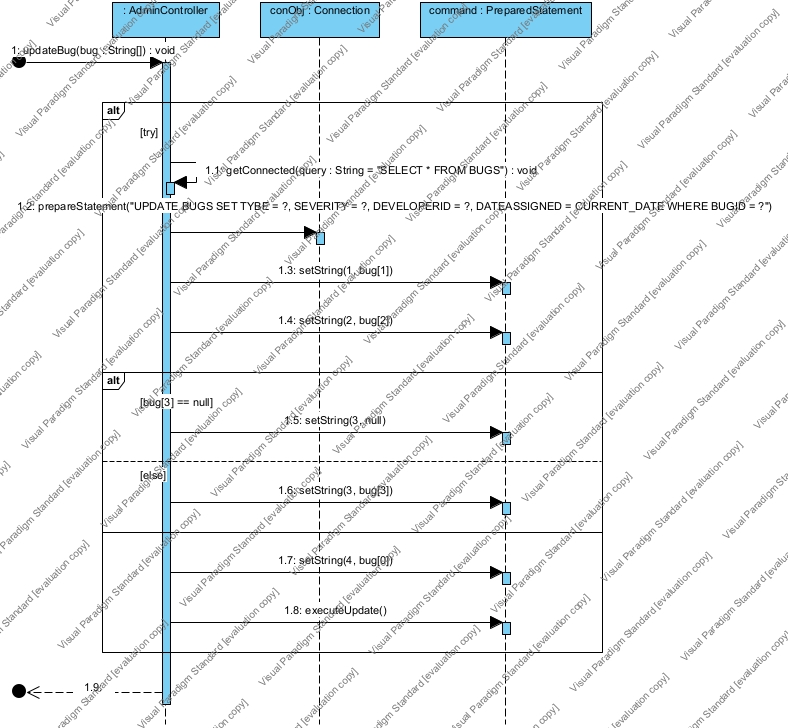 : AdminController
conObj : Connection
command : PreparedStatement
1: updateBug(bug : String[]) : void
alt
[try]
1.1: getConnected(query : String = "SELECT * FROM BUGS") : void
1.2: prepareStatement("UPDATE BUGS SET TYBE = ?, SEVERITY = ?, DEVELOPERID = ?, DATEASSIGNED = CURRENT_DATE WHERE BUGID = ?")
1.3: setString(1, bug[1])
1.4: setString(2, bug[2])
alt
[bug[3] == null]
1.5: setString(3, null)
[else]
1.6: setString(3, bug[3])
1.7: setString(4, bug[0])
1.8: executeUpdate()
1.9:
Visual Paradigm Standard [evaluation copy]